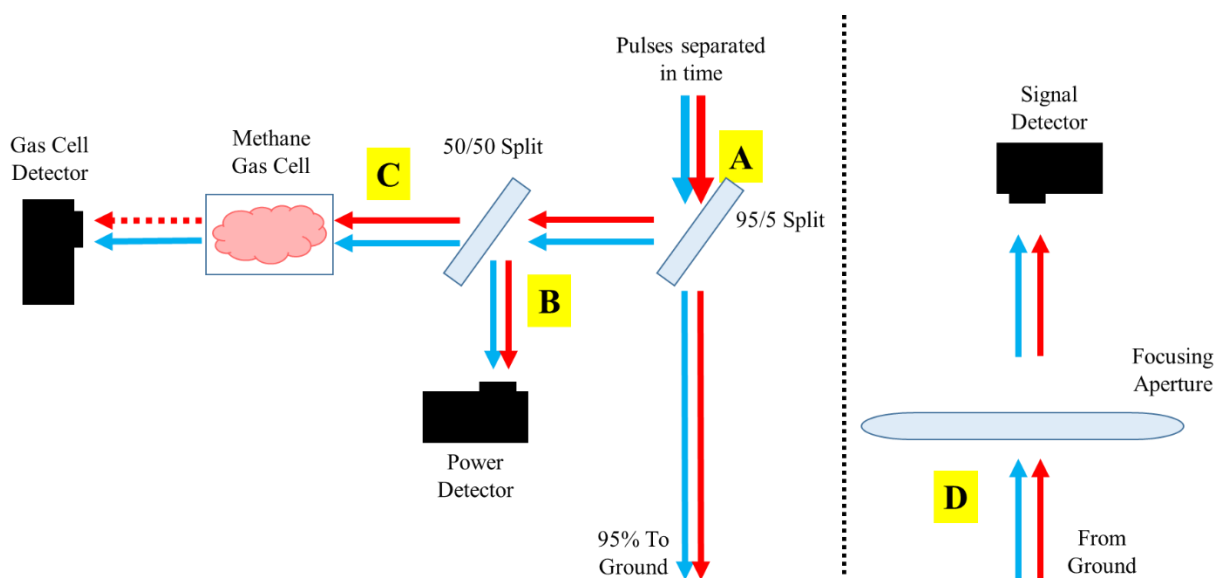 Pulses separated
in time
Signal
Detector
Gas Cell
Detector
Methane
Gas Cell
50/50 Split
A
C
95/5 Split
B
Focusing
Aperture
Power
Detector
D
95% To
Ground
From
Ground